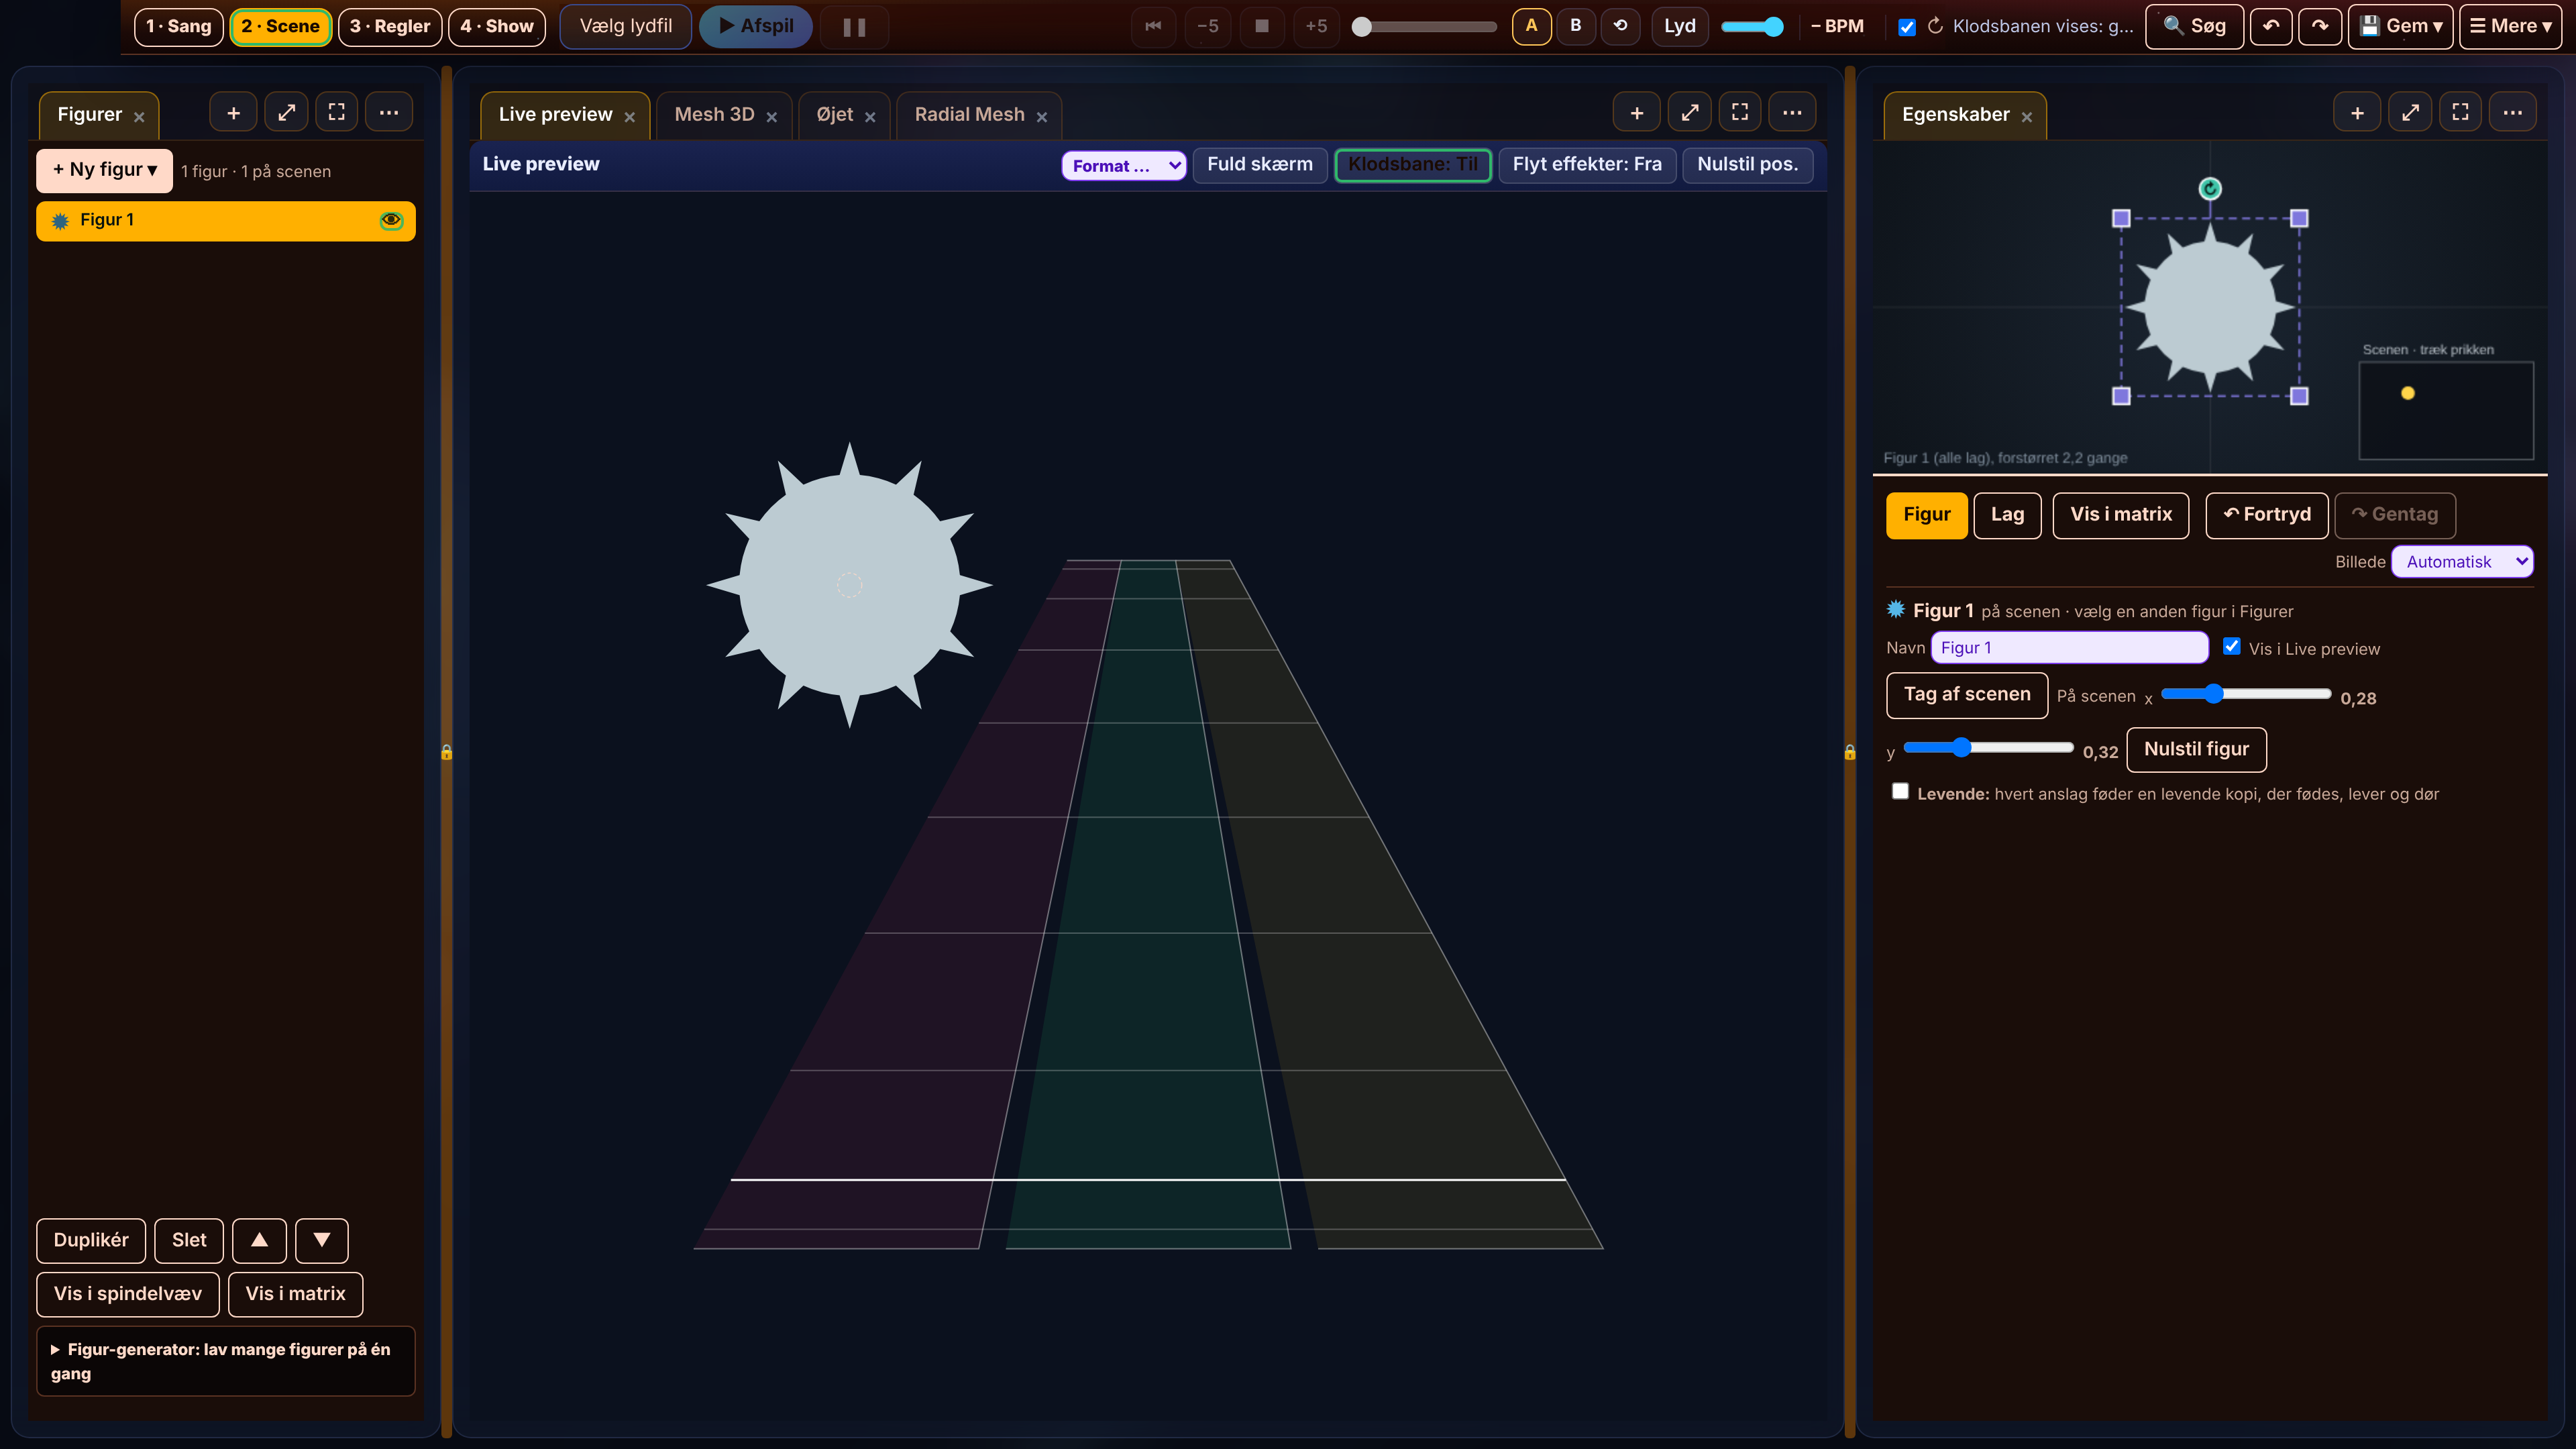 1 · Sang 2 · Scene 3 · Regler 4 · Show Vælg lydfil ▶ Afspil ❚❚ ⏮ −5 ■ +5 A B ⟲ Lyd – BPM ↻ Klodsbanen vises: g... 🔍 Søg ↶ ↷ 💾 Gem ▾ ☰ Mere ▾
Figurer × + ⤢ ⛶ ⋯
+ Ny figur ▾ 1 figur · 1 på scenen
Figur 1
Duplikér Slet ▲ ▼
Vis i spindelvæv Vis i matrix
▶ Figur-generator: lav mange figurer på én
gang
Live preview × Mesh 3D × Øjet × Radial Mesh × + ⤢ ⛶ ⋯
Live preview Format ... Fuld skærm Klodsbane: Til Flyt effekter: Fra Nulstil pos.
Egenskaber × + ⤢ ⛶ ⋯
Scenen · træk prikken
Figur 1 (alle lag), forstørret 2,2 gange
Figur Lag Vis i matrix ↶ Fortryd ↷ Gentag
Billede Automatisk
Figur 1 på scenen · vælg en anden figur i Figurer
Navn Figur 1 Vis i Live preview
Tag af scenen På scenen x 0,28
y 0,32 Nulstil figur
Levende: hvert anslag føder en levende kopi, der fødes, lever og dør